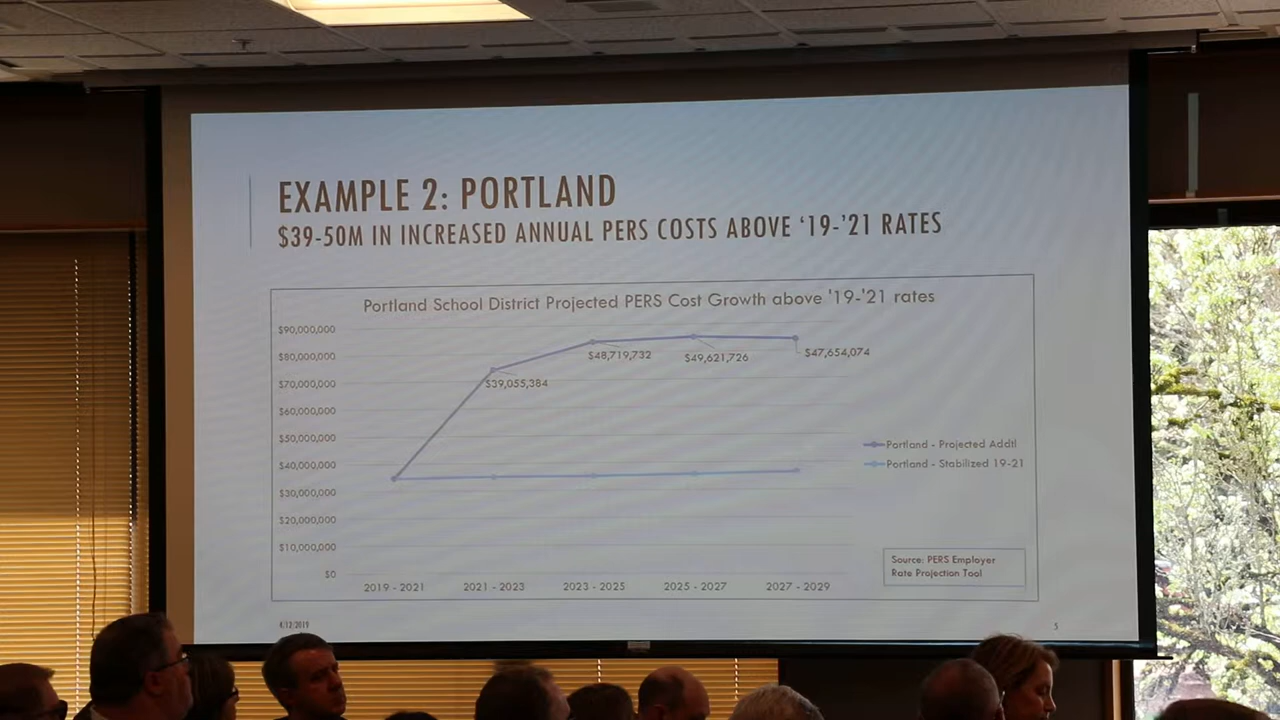 EXAMPLE 2: PORTLAND
$39-50M IN INCREASED ANNUAL PERS COSTS ABOVE ‘19-’21 RATES
Portland School District Projected PERS Cost Growth above '19-'21 rates
$90,000,000
$80,000,000
$70,000,000
$60,000,000
$50,000,000
$40,000,000
$30,000,000
$20,000,000
$10,000,000
$0
$39,055,384
$48,719,732
$49,621,726
$47,654,074
2019 - 2021
2021 - 2023
2023 - 2025
2025 - 2027
2027 - 2029
Portland - Projected Addtl
Portland - Stabilized 19-21
Source: PERS Employer
Rate Projection Tool
4/12/2019
5